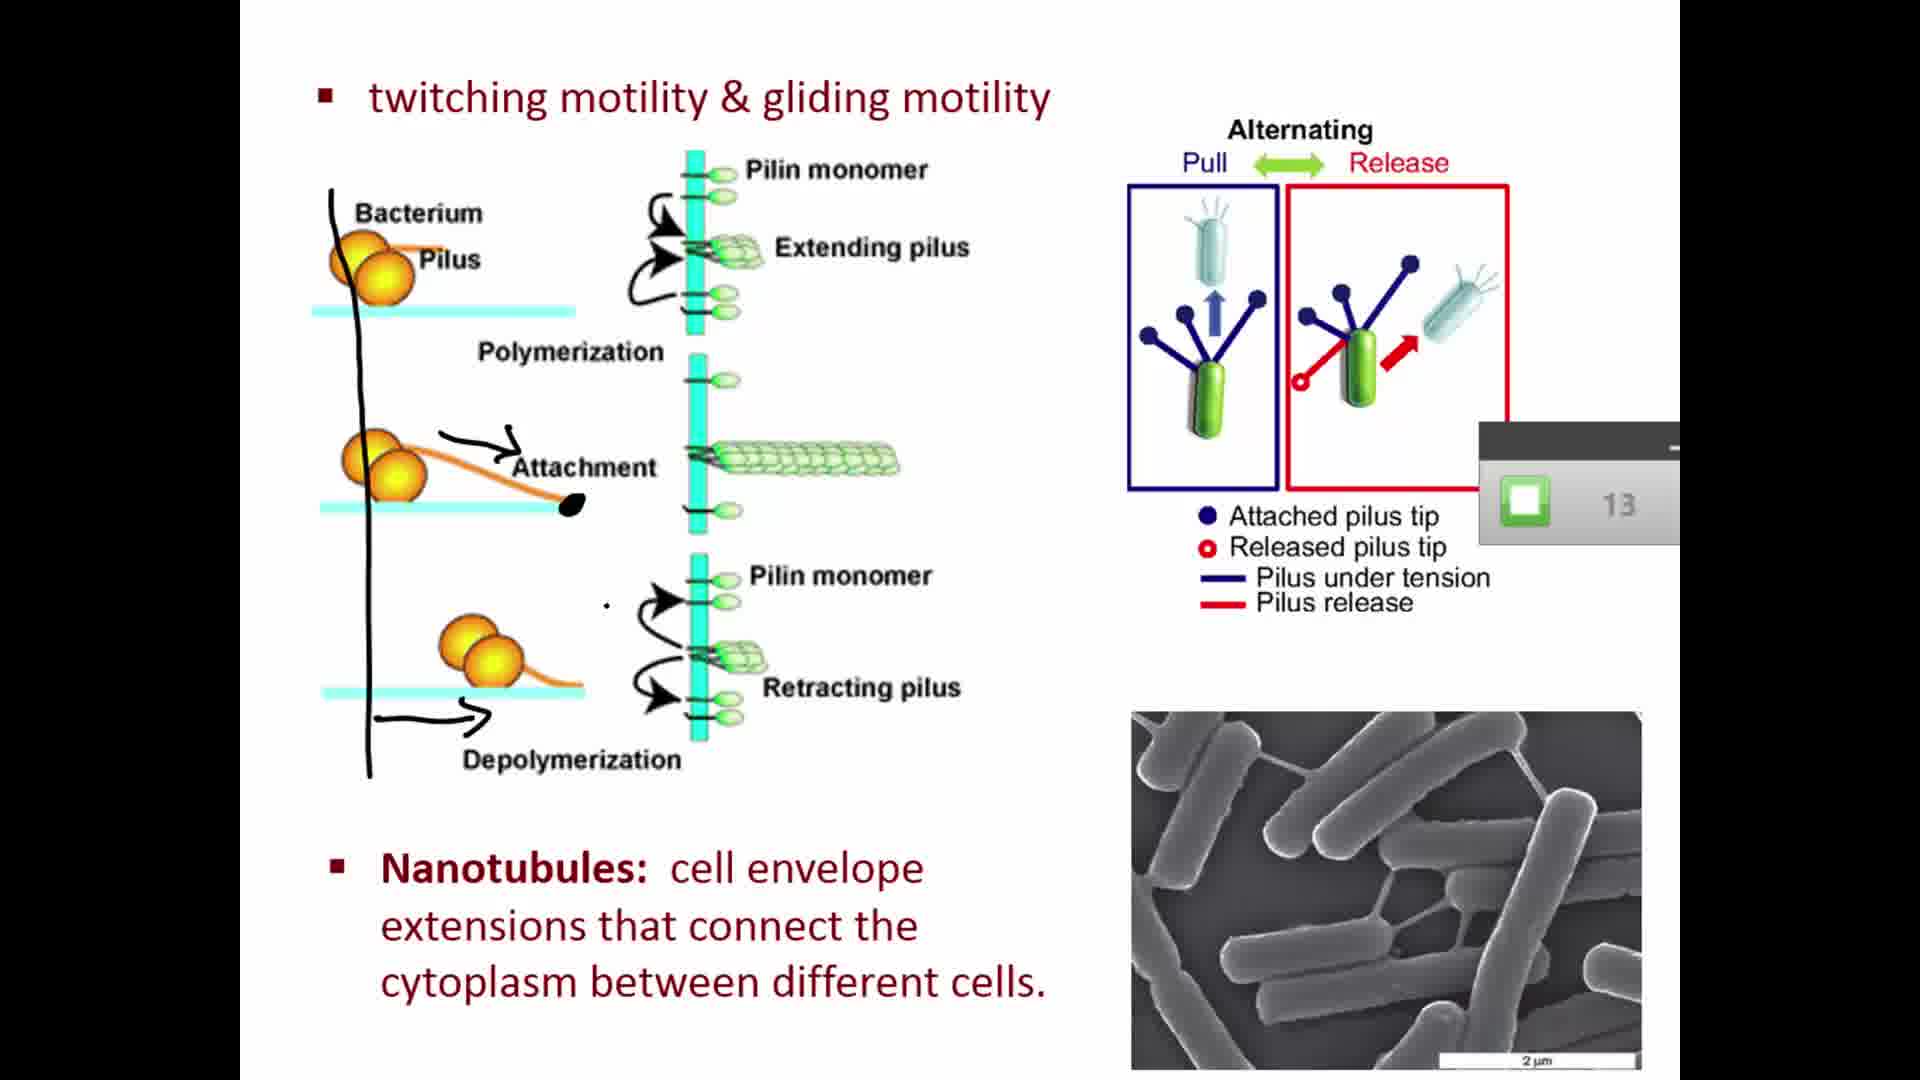 ▪ twitching motility & gliding motility
Bacterium
Pilus
Polymerization
Attachment
Depolymerization
Pilin monomer
Extending pilus
Pilin monomer
Retracting pilus
Alternating
Pull Release
Attached pilus tip
Released pilus tip
Pilus under tension
Pilus release
13
▪ Nanotubules: cell envelope
extensions that connect the
cytoplasm between different cells.
2 µm